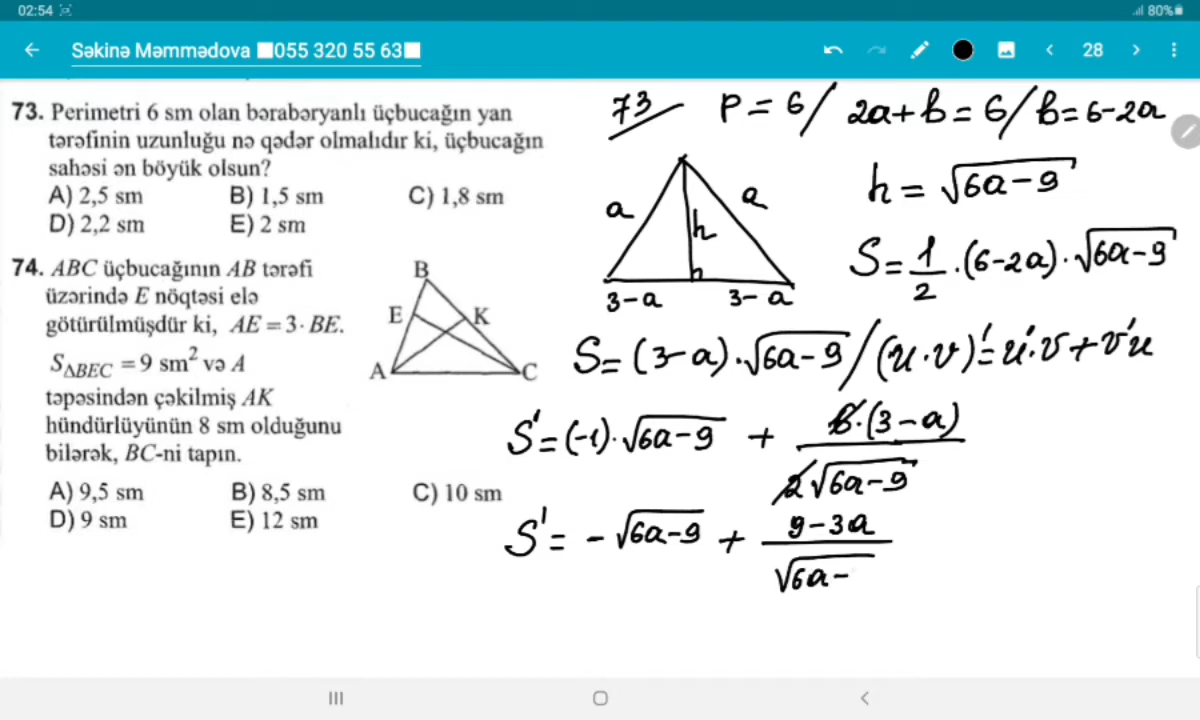 02:54 80%
Səkinə Məmmədova 055 320 55 63 28
73. Perimetri 6 sm olan bərabəryanlı üçbucağın yan
tərəfinin uzunluğu nə qədər olmalıdır ki, üçbucağın
sahəsi ən böyük olsun?
A) 2,5 sm B) 1,5 sm C) 1,8 sm
D) 2,2 sm E) 2 sm
74. ABC üçbucağının AB tərəfi
üzərində E nöqtəsi elə
götürülmüşdür ki, AE = 3 · BE.
S△BEC = 9 sm² və A
təpəsindən çəkilmiş AK
hündürlüyünün 8 sm olduğunu
bilərək, BC-ni tapın.
A) 9,5 sm B) 8,5 sm C) 10 sm
D) 9 sm E) 12 sm
B
E K
A C
73 P = 6 / 2a+b = 6 / b = 6-2a
a a
h
3-a 3-a
h = √6a-9
S = 1/2 · (6-2a) · √6a-9
S = (3-a) · √6a-9 / (u·v)' = u'·v + v'u
S' = (-1) · √6a-9 + 6·(3-a)/2√6a-9
S' = - √6a-9 + 9-3a/√6a-